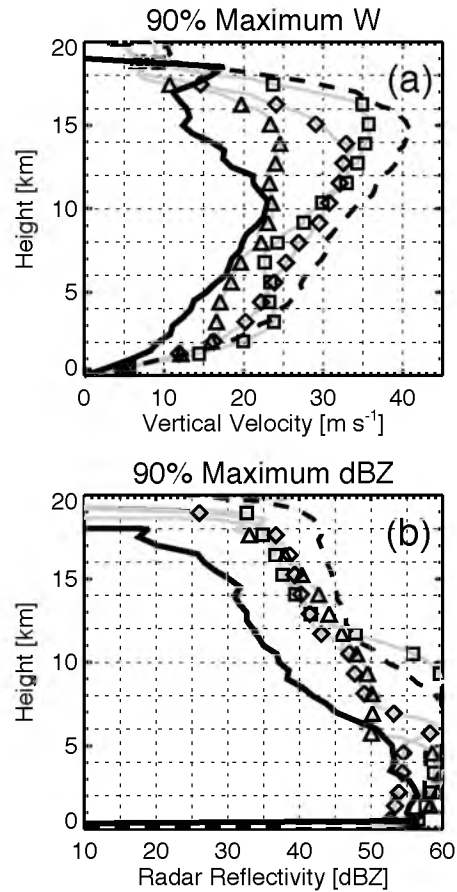 90% Maximum W
20
15
10
5
0
Height [km]
(a)
0 10 20 30 40
Vertical Velocity [m s⁻¹]
90% Maximum dBZ
20
15
10
5
0
Height [km]
(b)
10 20 30 40 50 60
Radar Reflectivity [dBZ]